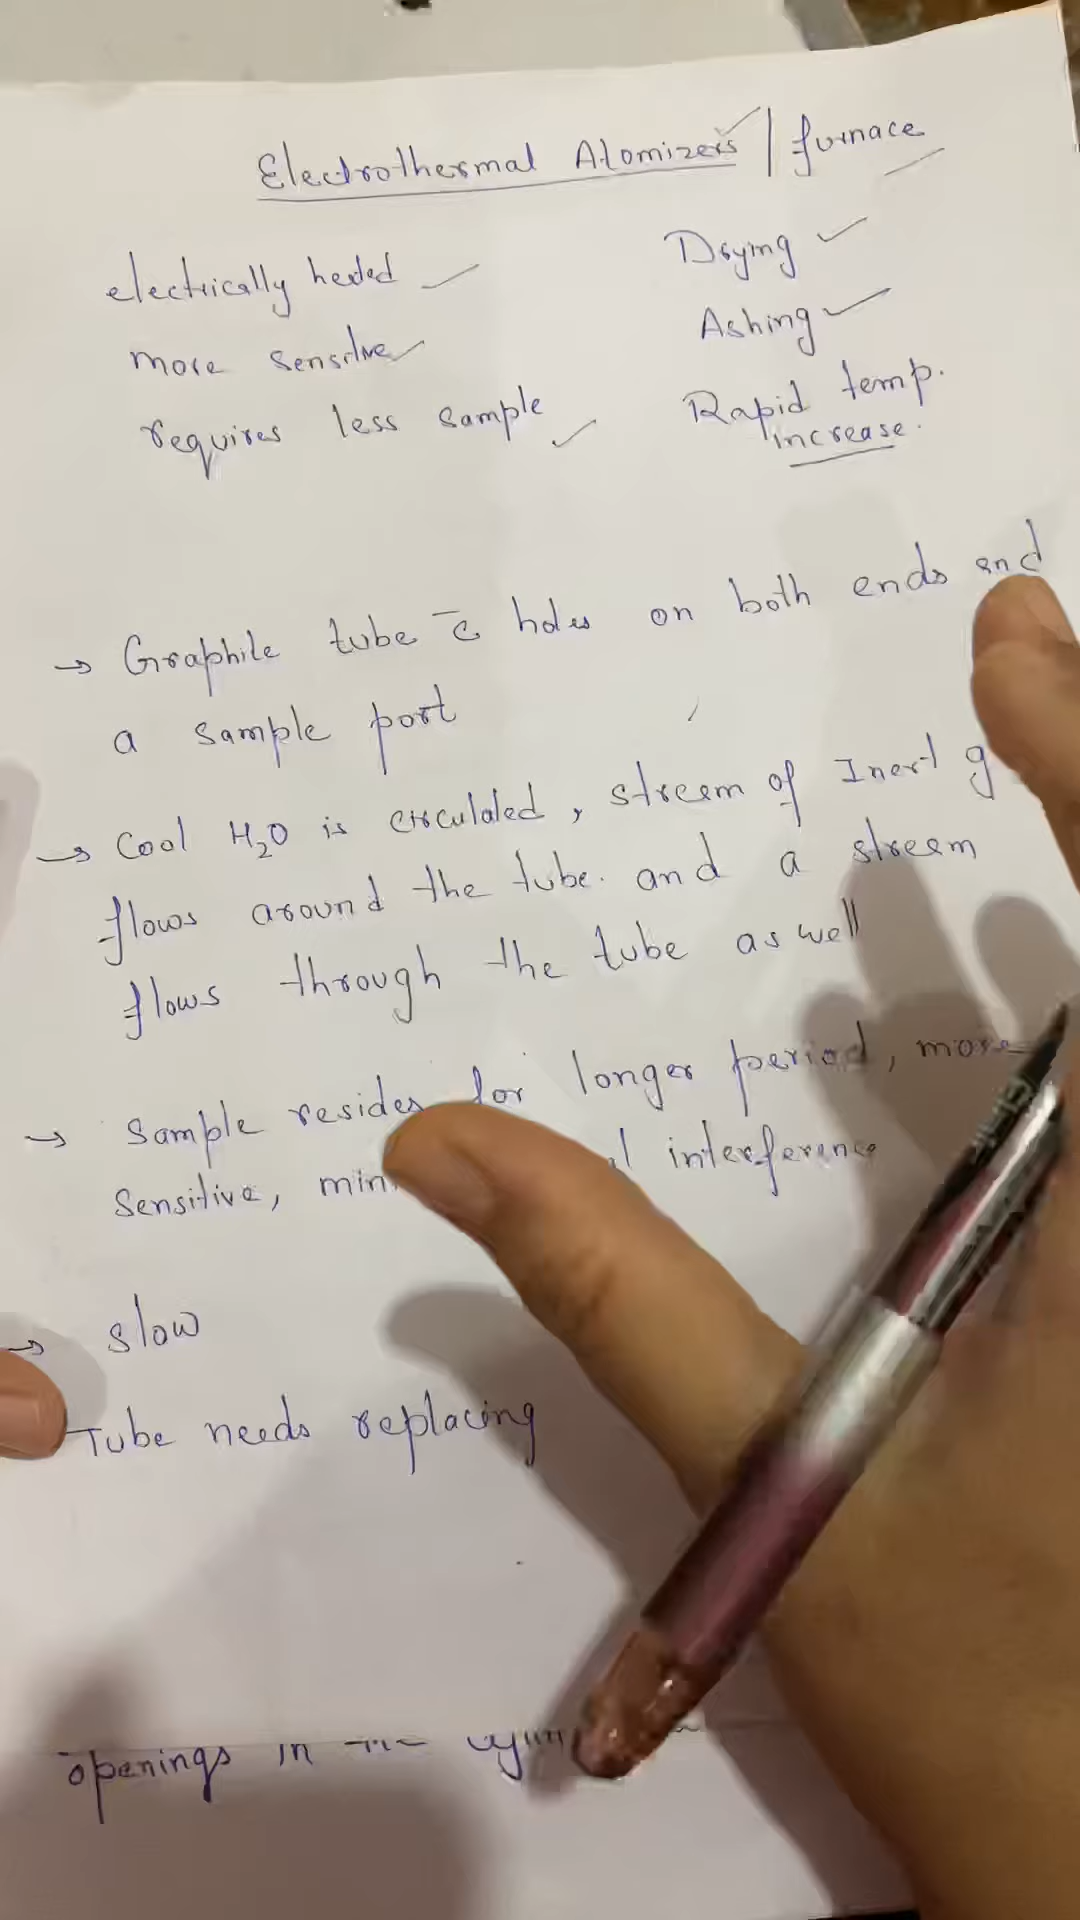 Electrothermal Atomizers / furnace
electrically heated
more sensitive
requires less sample
Drying
Ashing
Rapid temp.
increase.
→ Graphite tube c̄ holes on both ends and
a sample port
→ Cool H₂O is circulated, stream of Inert g
flows around the tube. and a stream
flows through the tube as well
→ Sample resides for longer period, more
Sensitive, interference
→ slow
Tube needs replacing
openings in